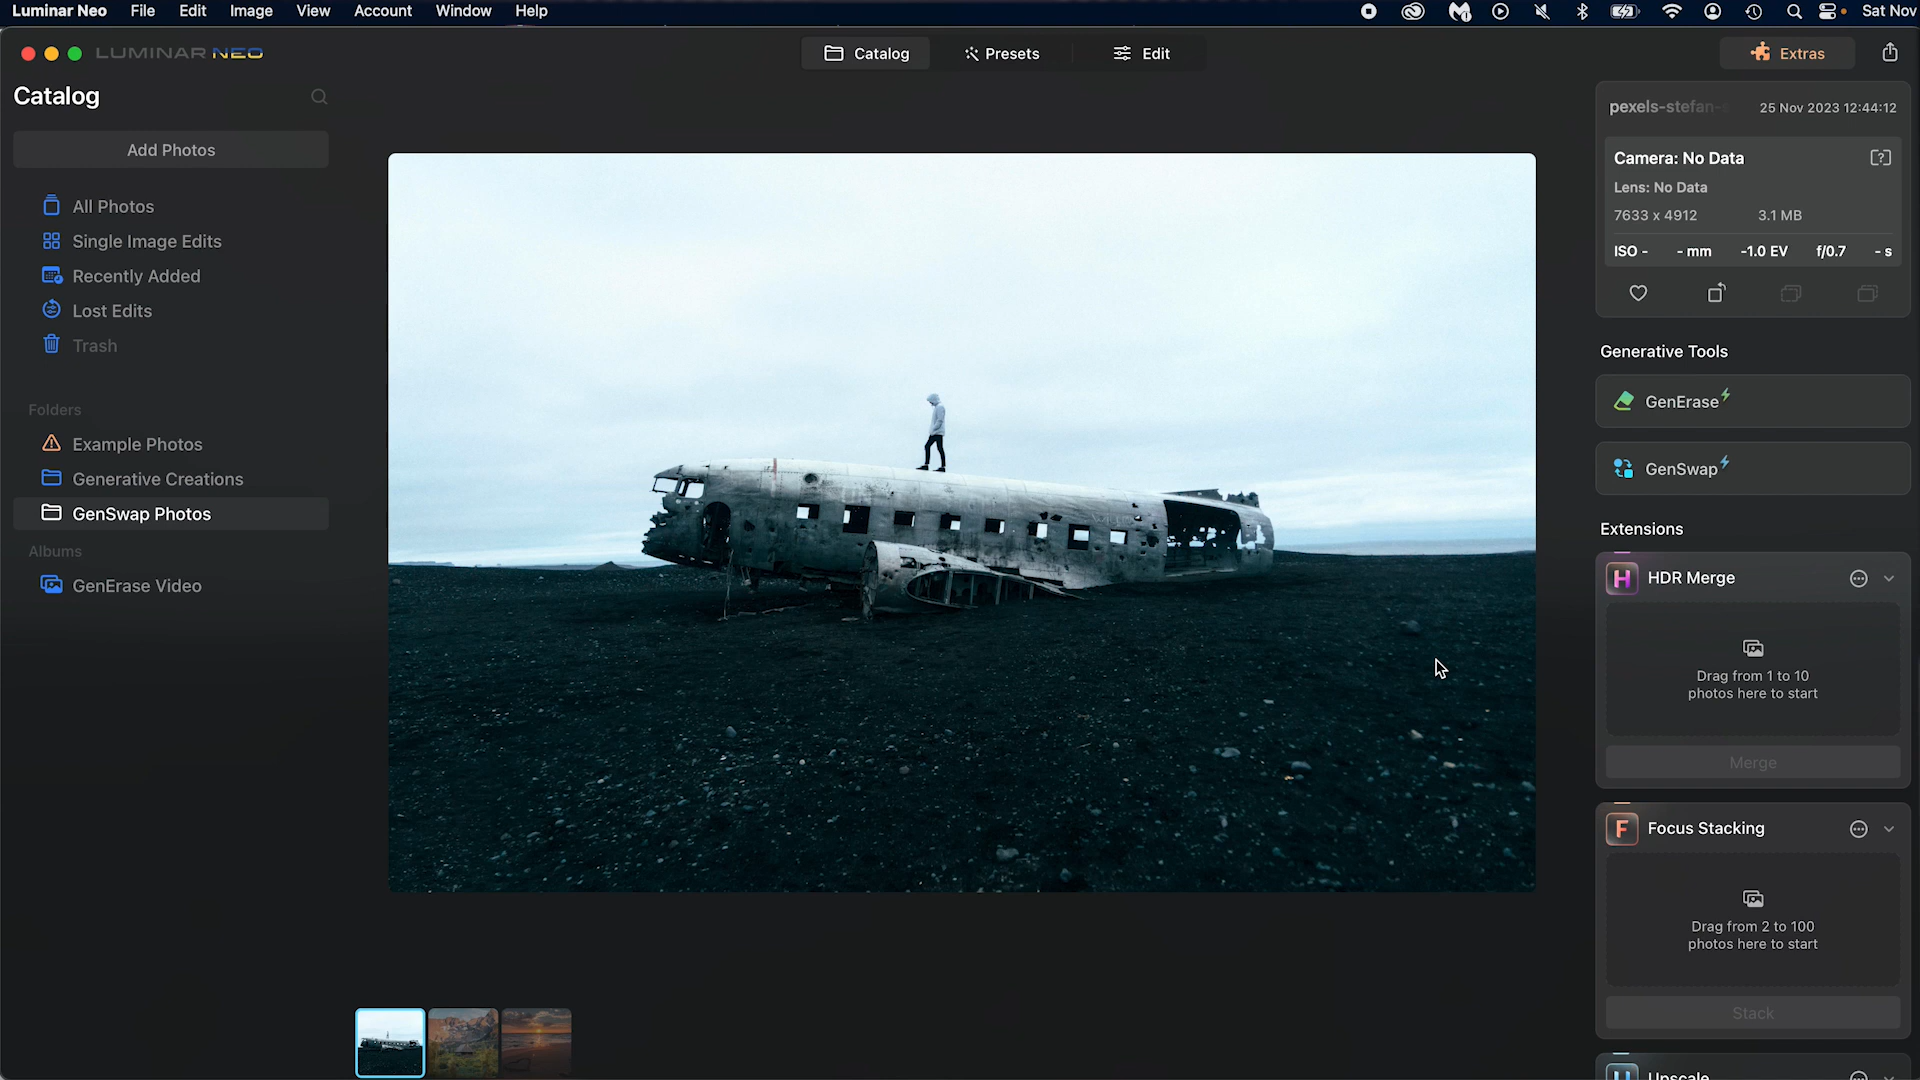 Luminar Neo File Edit Image View Account Window Help Sat Nov
LUMINAR NEO
Catalog Presets Edit Extras
Catalog
Add Photos
All Photos
Single Image Edits
Recently Added
Lost Edits
Trash
Folders
Example Photos
Generative Creations
GenSwap Photos
Albums
GenErase Video
pexels-stefan- 25 Nov 2023 12:44:12
Camera: No Data
Lens: No Data
7633 x 4912 3.1 MB
ISO - - mm -1.0 EV f/0.7 - s
Generative Tools
GenErase
GenSwap
Extensions
H HDR Merge
Drag from 1 to 10
photos here to start
Merge
F Focus Stacking
Drag from 2 to 100
photos here to start
Stack
U Upscale